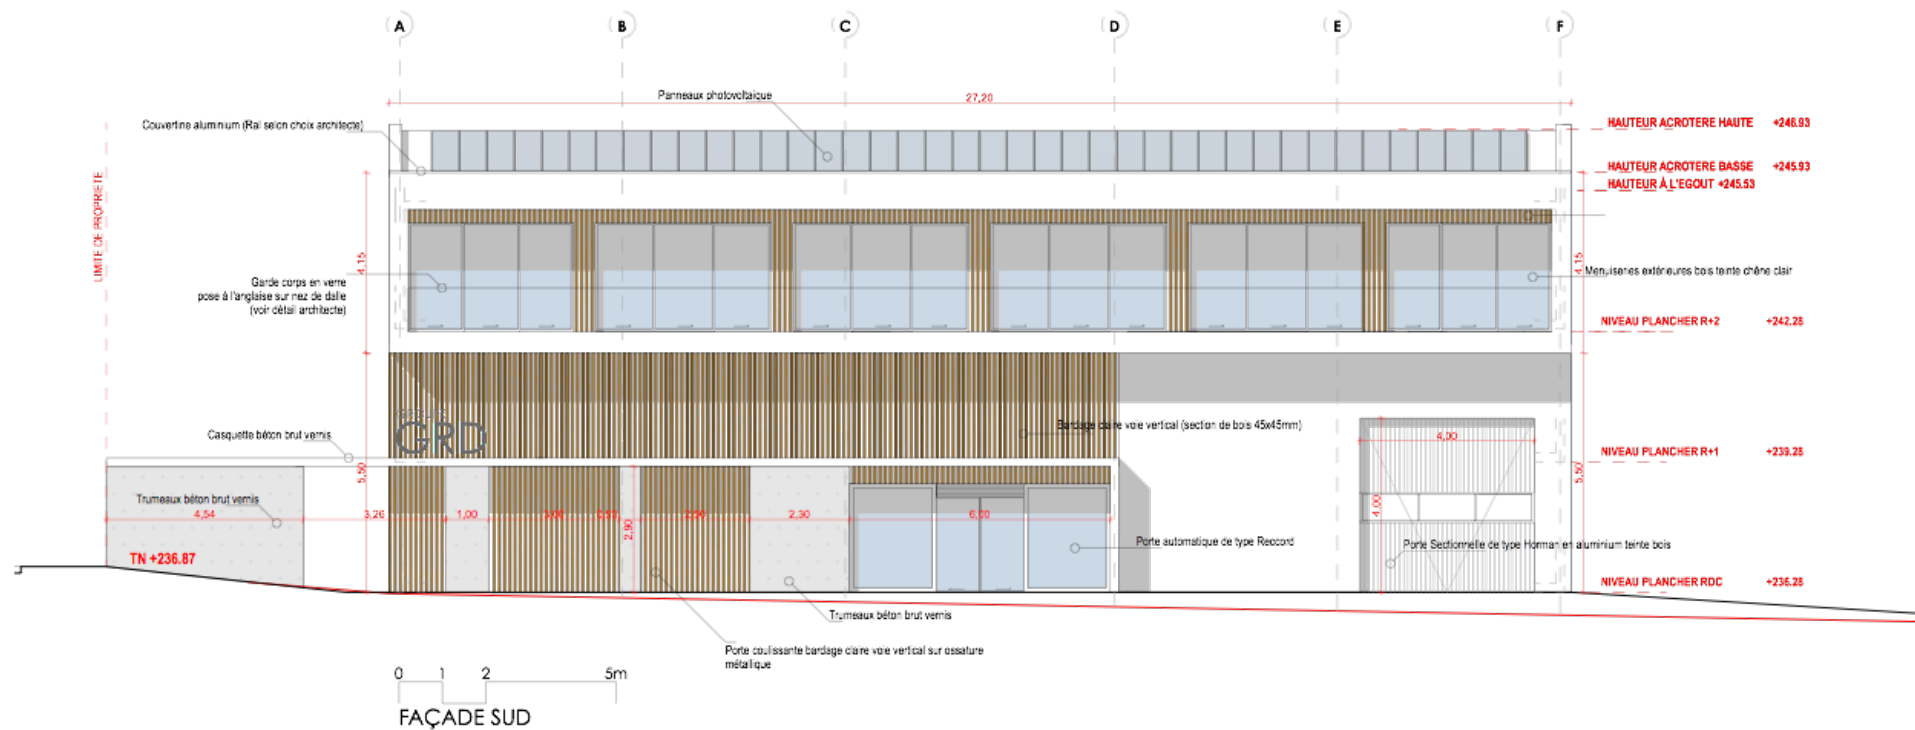 A
B
C
D
E
F
Panneaux photovoltaique
27,20
Couvertine aluminium (Ral selon choix architecte)
HAUTEUR ACROTERE HAUTE +246.93
HAUTEUR ACROTERE BASSE +245.93
HAUTEUR À L'EGOUT +245.53
LIMITE DE PROPRIETE
4,15
4,15
Garde corps en verre
pose à l'anglaise sur nez de dalle
(voir détail architecte)
Menuiseries extérieures bois teinte chêne clair
NIVEAU PLANCHER R+2 +242.28
GRD
Casquette béton brut vernis
Bardage claire voie vertical (section de bois 45x45mm)
4,00
NIVEAU PLANCHER R+1 +239.28
5,50
5,50
Trumeaux béton brut vernis
4,54
3,26
1,00
3,00
2,90
2,30
6,00
4,00
Porte automatique de type Reccord
Porte Sectionnelle de type Horman en aluminium teinte bois
TN +236.87
NIVEAU PLANCHER RDC +236.28
Trumeaux béton brut vernis
Porte coulissante bardage claire voie vertical sur ossature
métallique
0 1 2 5m
FAÇADE SUD